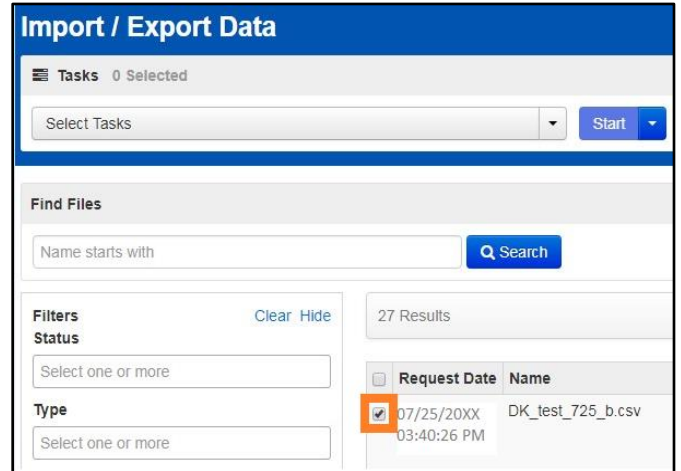 Import / Export Data
Tasks 0 Selected
Select Tasks
Start
Find Files
Name starts with
Search
Filters Clear Hide
Status
Select one or more
Type
Select one or more
27 Results
Request Date Name
07/25/20XX DK_test_725_b.csv
03:40:26 PM